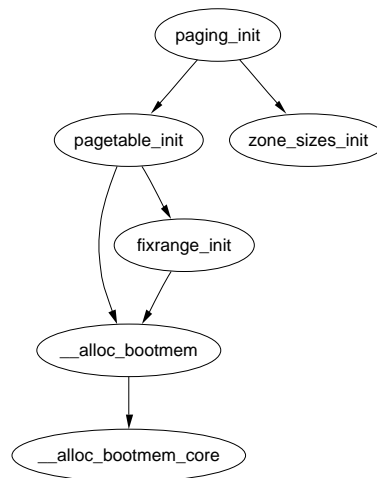 paging_init
pagetable_init
zone_sizes_init
fixrange_init
__alloc_bootmem
__alloc_bootmem_core